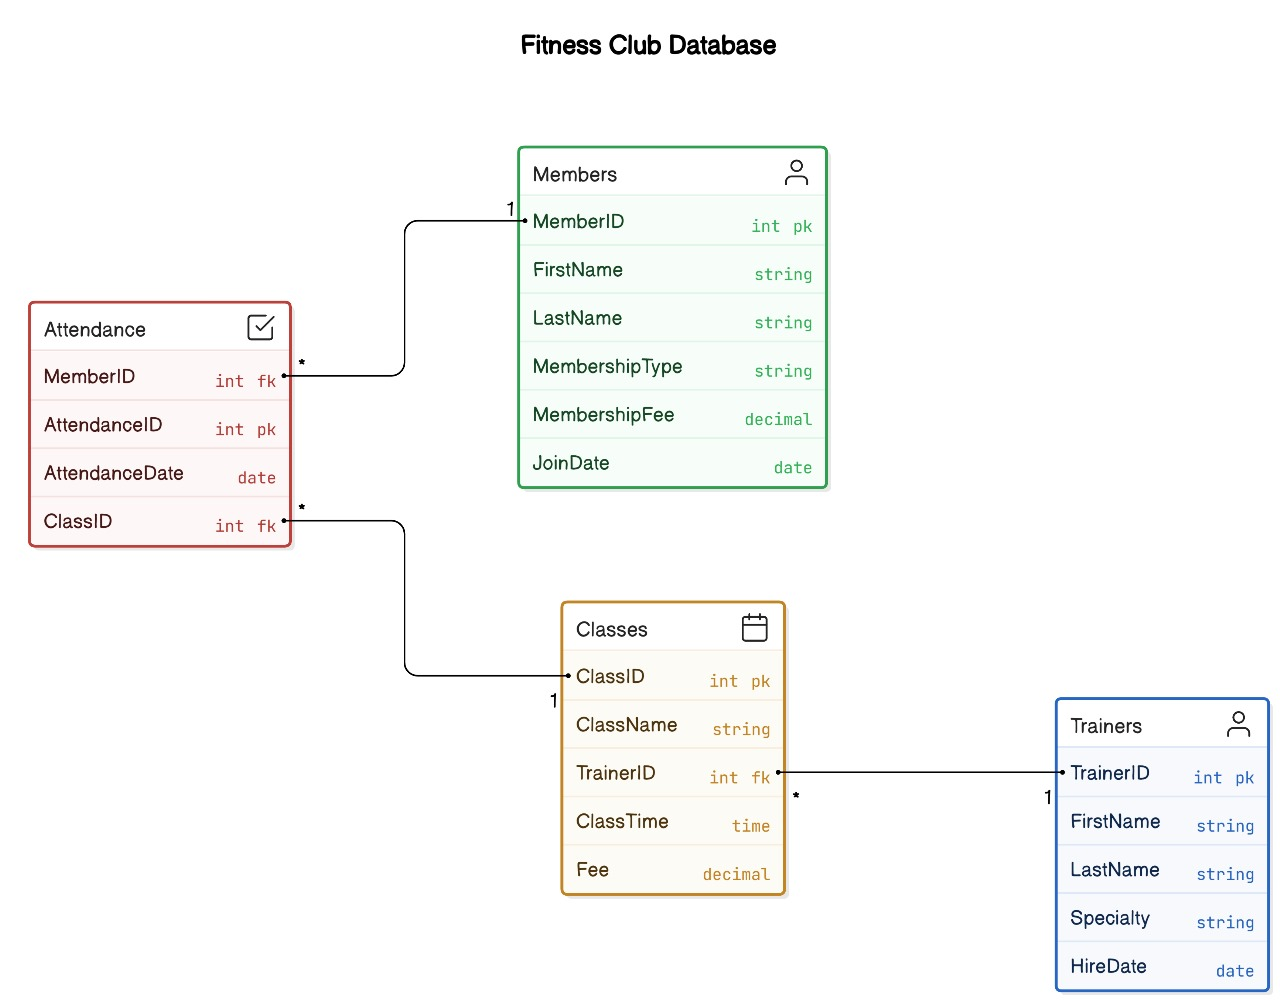 Fitness Club Database
Members
1
MemberID int pk
FirstName string
LastName string
MembershipType string
MembershipFee decimal
JoinDate date
Attendance
*
MemberID int fk
AttendanceID int pk
AttendanceDate date
*
ClassID int fk
Classes
ClassID int pk
1
ClassName string
TrainerID int fk
*
ClassTime time
Fee decimal
Trainers
TrainerID int pk
1
FirstName string
LastName string
Specialty string
HireDate date